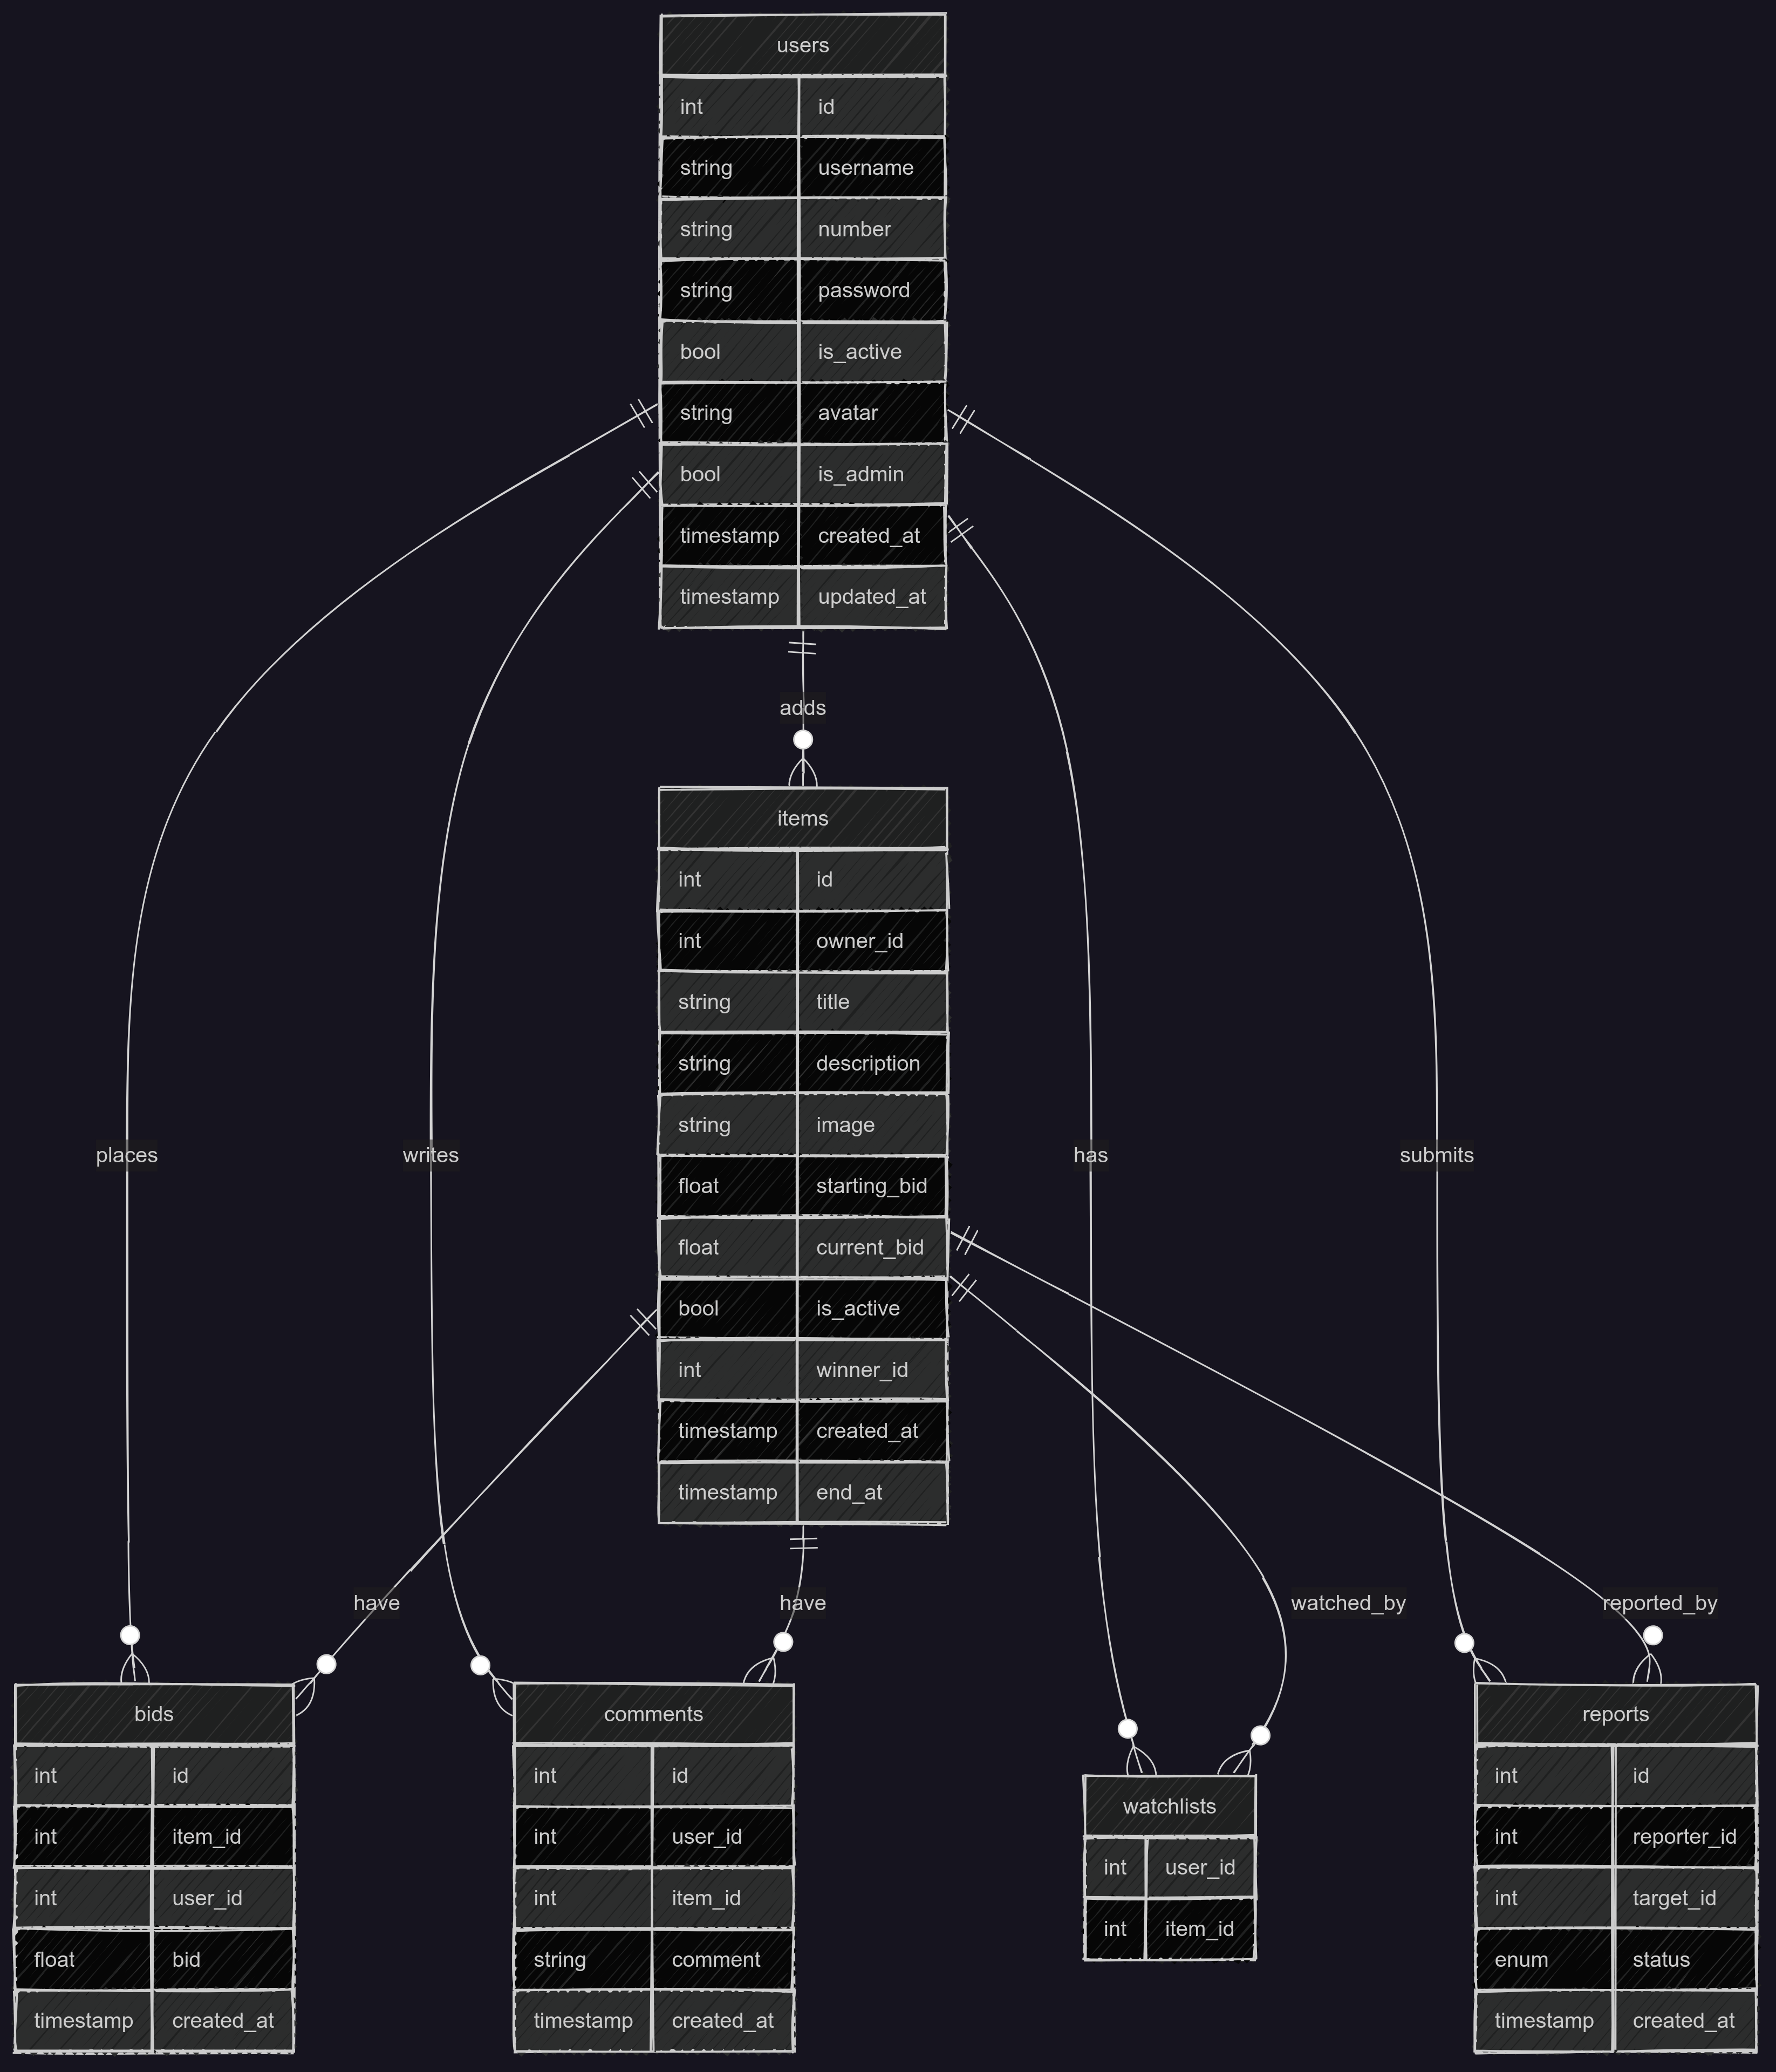 users
int id
string username
string number
string password
bool is_active
string avatar
bool is_admin
timestamp created_at
timestamp updated_at
adds
items
int id
int owner_id
string title
string description
string image
float starting_bid
float current_bid
bool is_active
int winner_id
timestamp created_at
timestamp end_at
places
writes
has
submits
have
have
watched_by
reported_by
bids
int id
int item_id
int user_id
float bid
timestamp created_at
comments
int id
int user_id
int item_id
string comment
timestamp created_at
watchlists
int user_id
int item_id
reports
int id
int reporter_id
int target_id
enum status
timestamp created_at